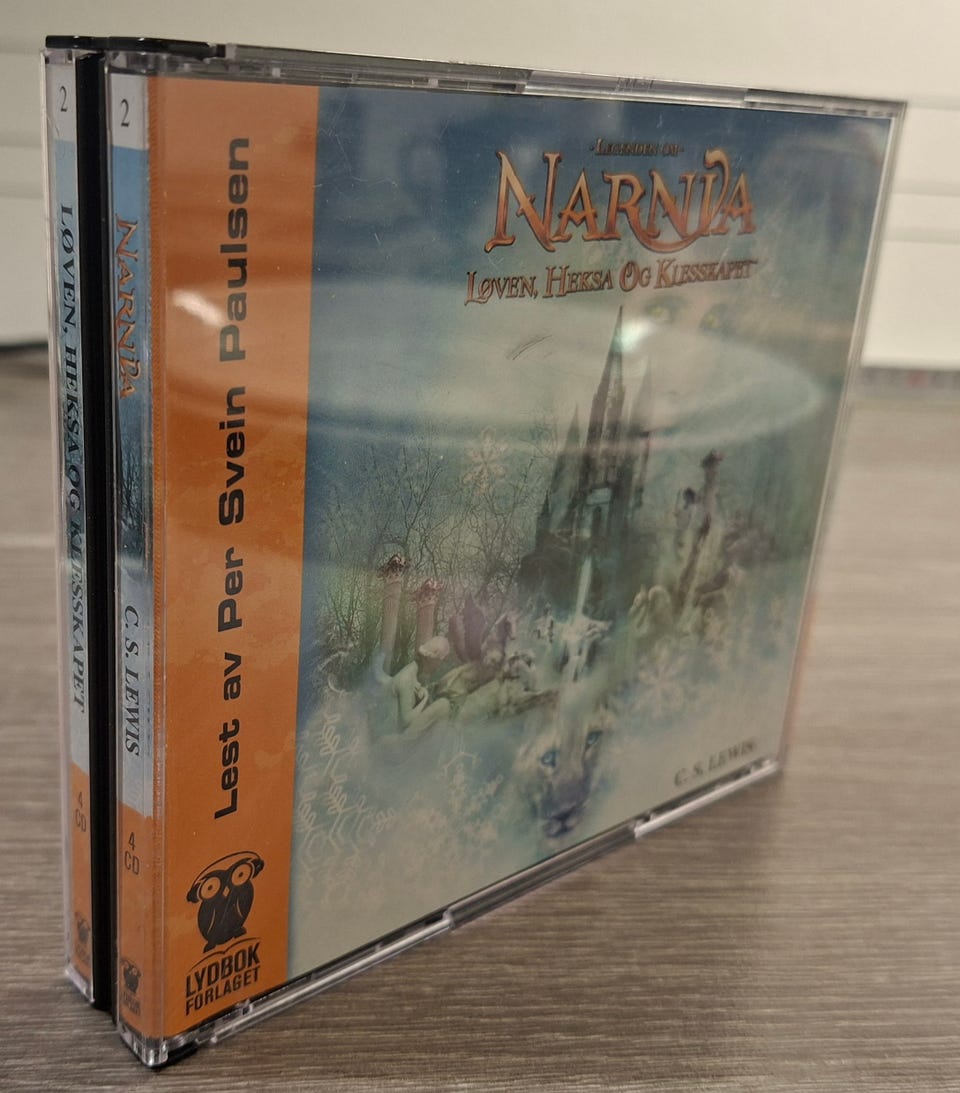 2
LØVEN, HEKSA OG KLESSKAPET
4
CD
2
NARNIA
C. S. LEWIS
4
CD
Lest av Per Svein Paulsen
LYDBOK
FORLAGET
- LEGENDEN OM -
NARNIA
LØVEN, HEKSA OG KLESSKAPET
C. S. LEWIS